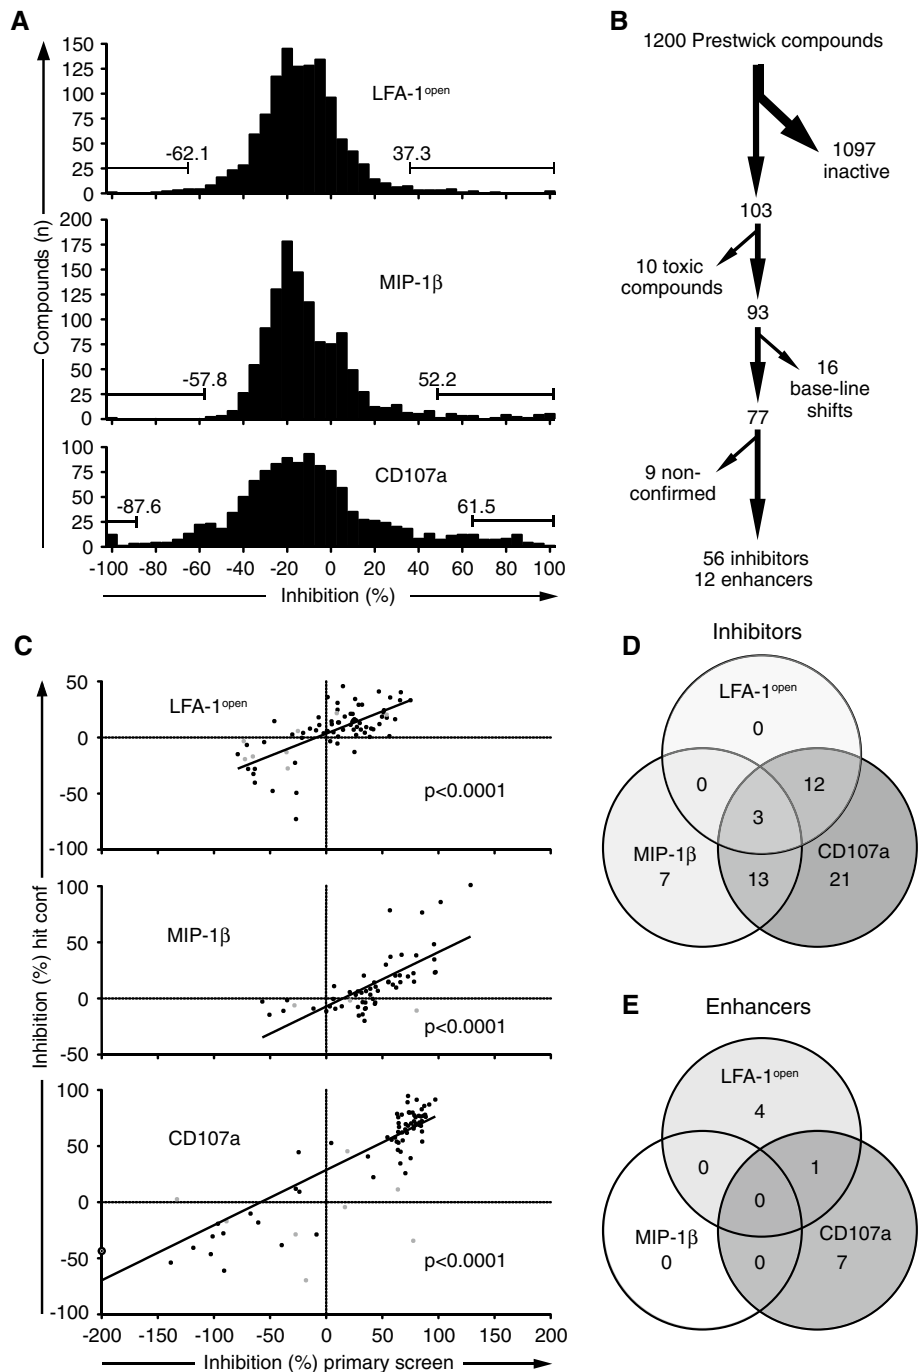 A
Compounds (n)
150
125
100
75
50
25
0
LFA-1open
-62.1
37.3
200
175
150
125
100
75
50
25
0
MIP-1β
-57.8
52.2
100
75
50
25
0
CD107a
-87.6
61.5
-100 -80 -60 -40 -20 0 20 40 60 80 100
Inhibition (%)
B
1200 Prestwick compounds
1097
inactive
103
10 toxic
compounds
93
16
base-line
shifts
77
9 non-
confirmed
56 inhibitors
12 enhancers
C
Inhibition (%) hit conf
50
0
-50
-100
LFA-1open
p<0.0001
100
50
0
-50
MIP-1β
p<0.0001
100
50
0
-50
-100
CD107a
p<0.0001
-200 -150 -100 -50 0 50 100 150 200
Inhibition (%) primary screen
D
Inhibitors
LFA-1open
0
0
12
3
MIP-1β
7
13
CD107a
21
E
Enhancers
LFA-1open
4
0
1
0
MIP-1β
0
0
CD107a
7